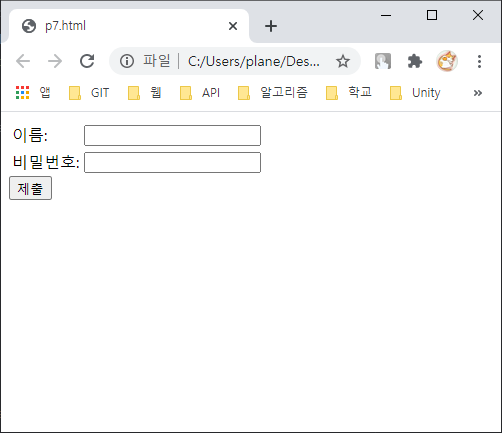 p7.html
파일 C:/Users/plane/Des...
앱 GIT 웹 API 알고리즘 학교 Unity »
이름:
비밀번호:
제출